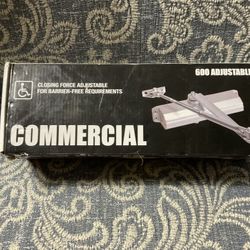 600 ADJUSTABLE
CLOSING FORCE ADJUSTABLE
FOR BARRIER-FREE REQUIREMENTS
COMMERCIAL